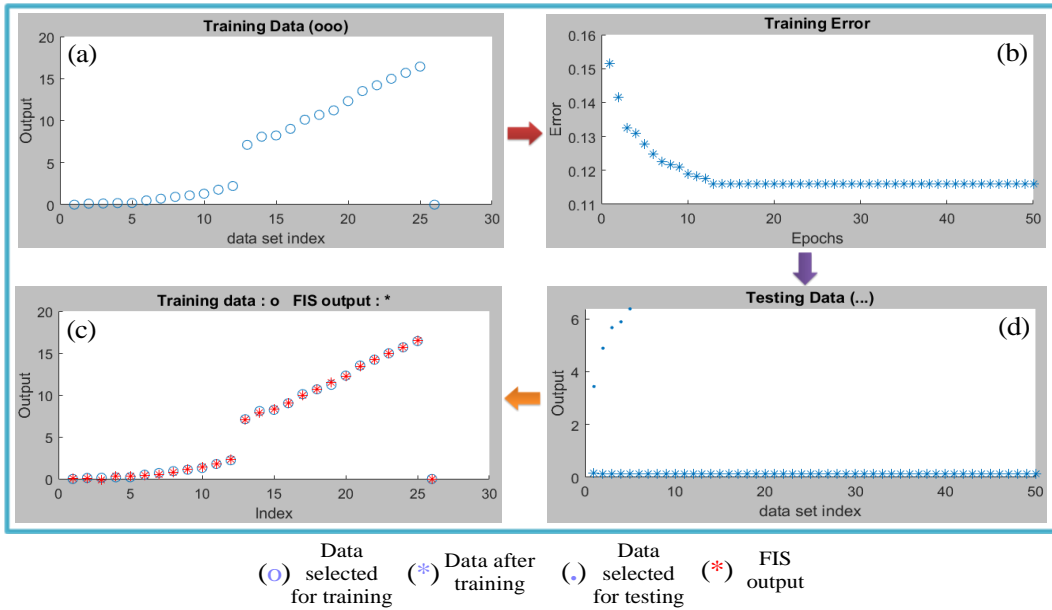 Training Data (ooo)
(a)
Output
20
15
10
5
0
0 5 10 15 20 25 30
data set index
Training Error
(b)
Error
0.16
0.15
0.14
0.13
0.12
0.11
0 10 20 30 40 50
Epochs
Training data : o FIS output : *
(c)
Output
20
15
10
5
0
0 5 10 15 20 25 30
Index
Testing Data (...)
(d)
Output
6
4
2
0
0 10 20 30 40 50
data set index
(o) Data selected for training
(*) Data after training
(.) Data selected for testing
(*) FIS output